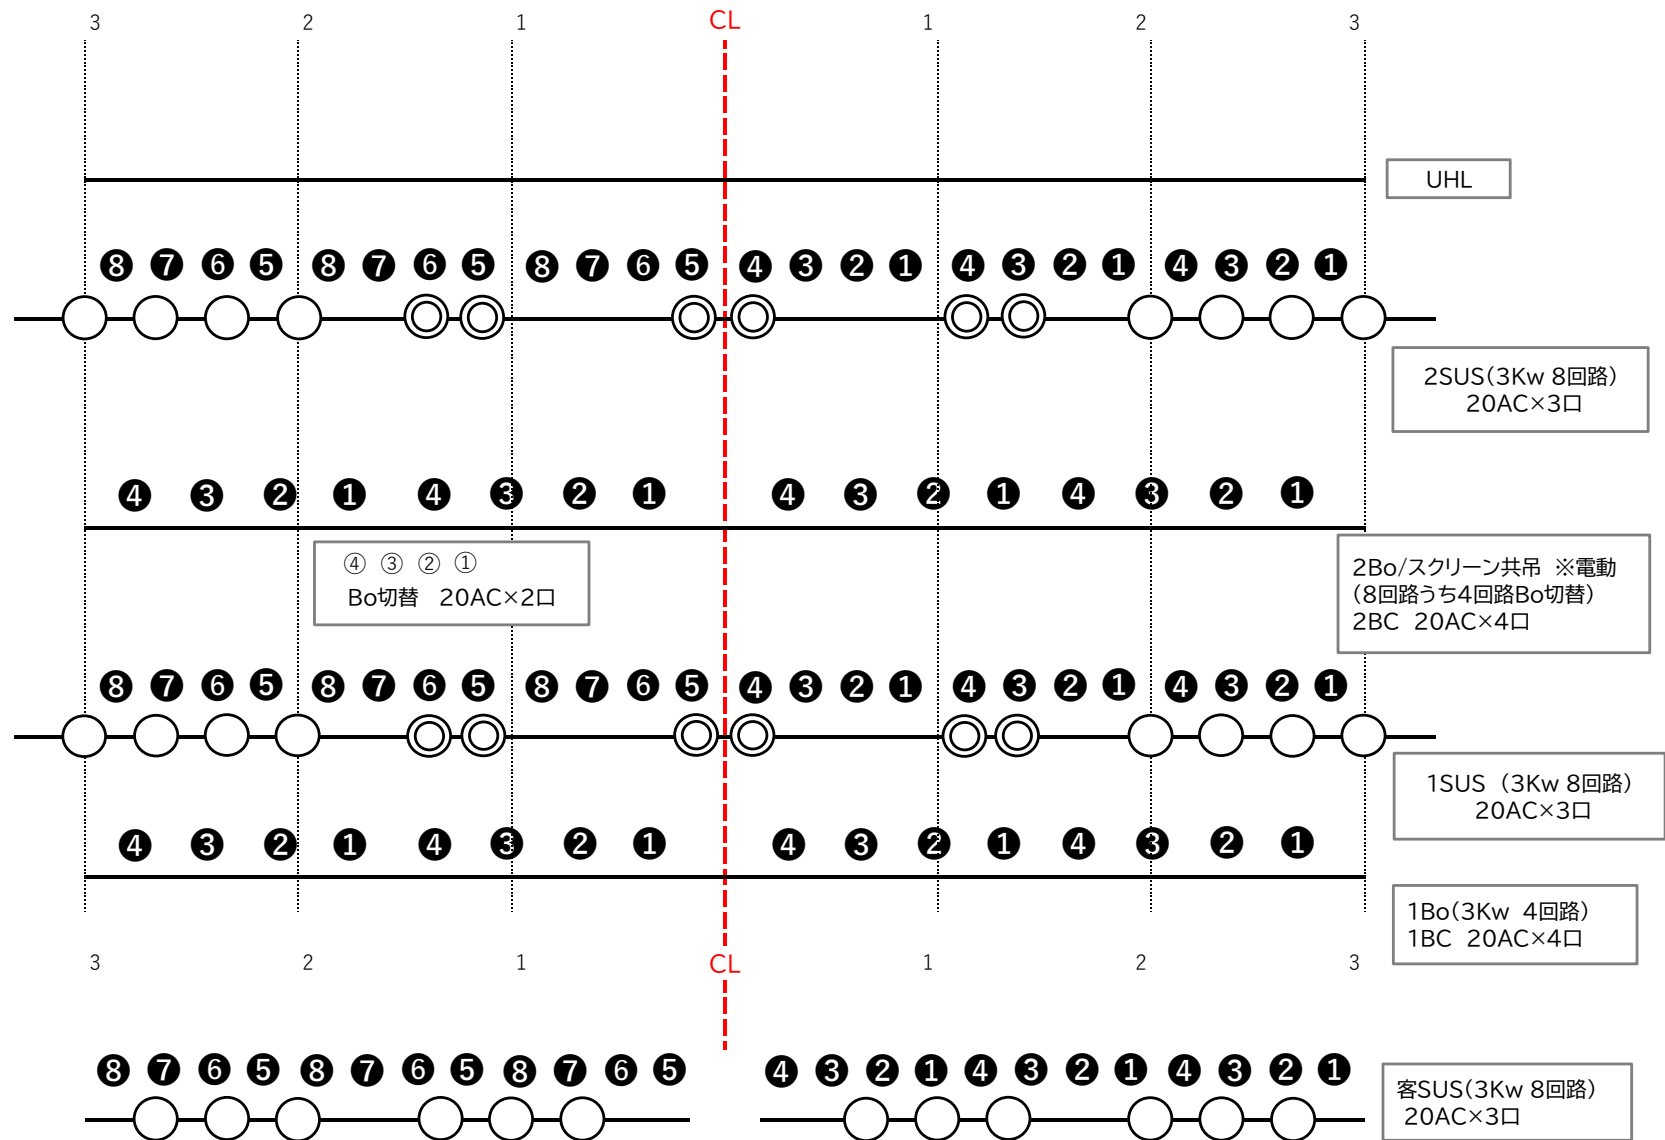 3 2 1 CL 1 2 3
UHL
❽ ❼ ❻ ❺ ❽ ❼ ❻ ❺ ❽ ❼ ❻ ❺ ❹ ❸ ❷ ❶ ❹ ❸ ❷ ❶ ❹ ❸ ❷ ❶
2SUS(3Kw 8回路)
20AC×3口
❹ ❸ ❷ ❶ ❹ ❸ ❷ ❶ ❹ ❸ ❷ ❶ ❹ ❸ ❷ ❶
④ ③ ② ①
Bo切替 20AC×2口
2Bo/スクリーン共吊 ※電動
(8回路うち4回路Bo切替)
2BC 20AC×4口
❽ ❼ ❻ ❺ ❽ ❼ ❻ ❺ ❽ ❼ ❻ ❺ ❹ ❸ ❷ ❶ ❹ ❸ ❷ ❶ ❹ ❸ ❷ ❶
1SUS (3Kw 8回路)
20AC×3口
❹ ❸ ❷ ❶ ❹ ❸ ❷ ❶ ❹ ❸ ❷ ❶ ❹ ❸ ❷ ❶
1Bo(3Kw 4回路)
1BC 20AC×4口
3 2 1 CL 1 2 3
❽ ❼ ❻ ❺ ❽ ❼ ❻ ❺ ❽ ❼ ❻ ❺ ❹ ❸ ❷ ❶ ❹ ❸ ❷ ❶ ❹ ❸ ❷ ❶
客SUS(3Kw 8回路)
20AC×3口